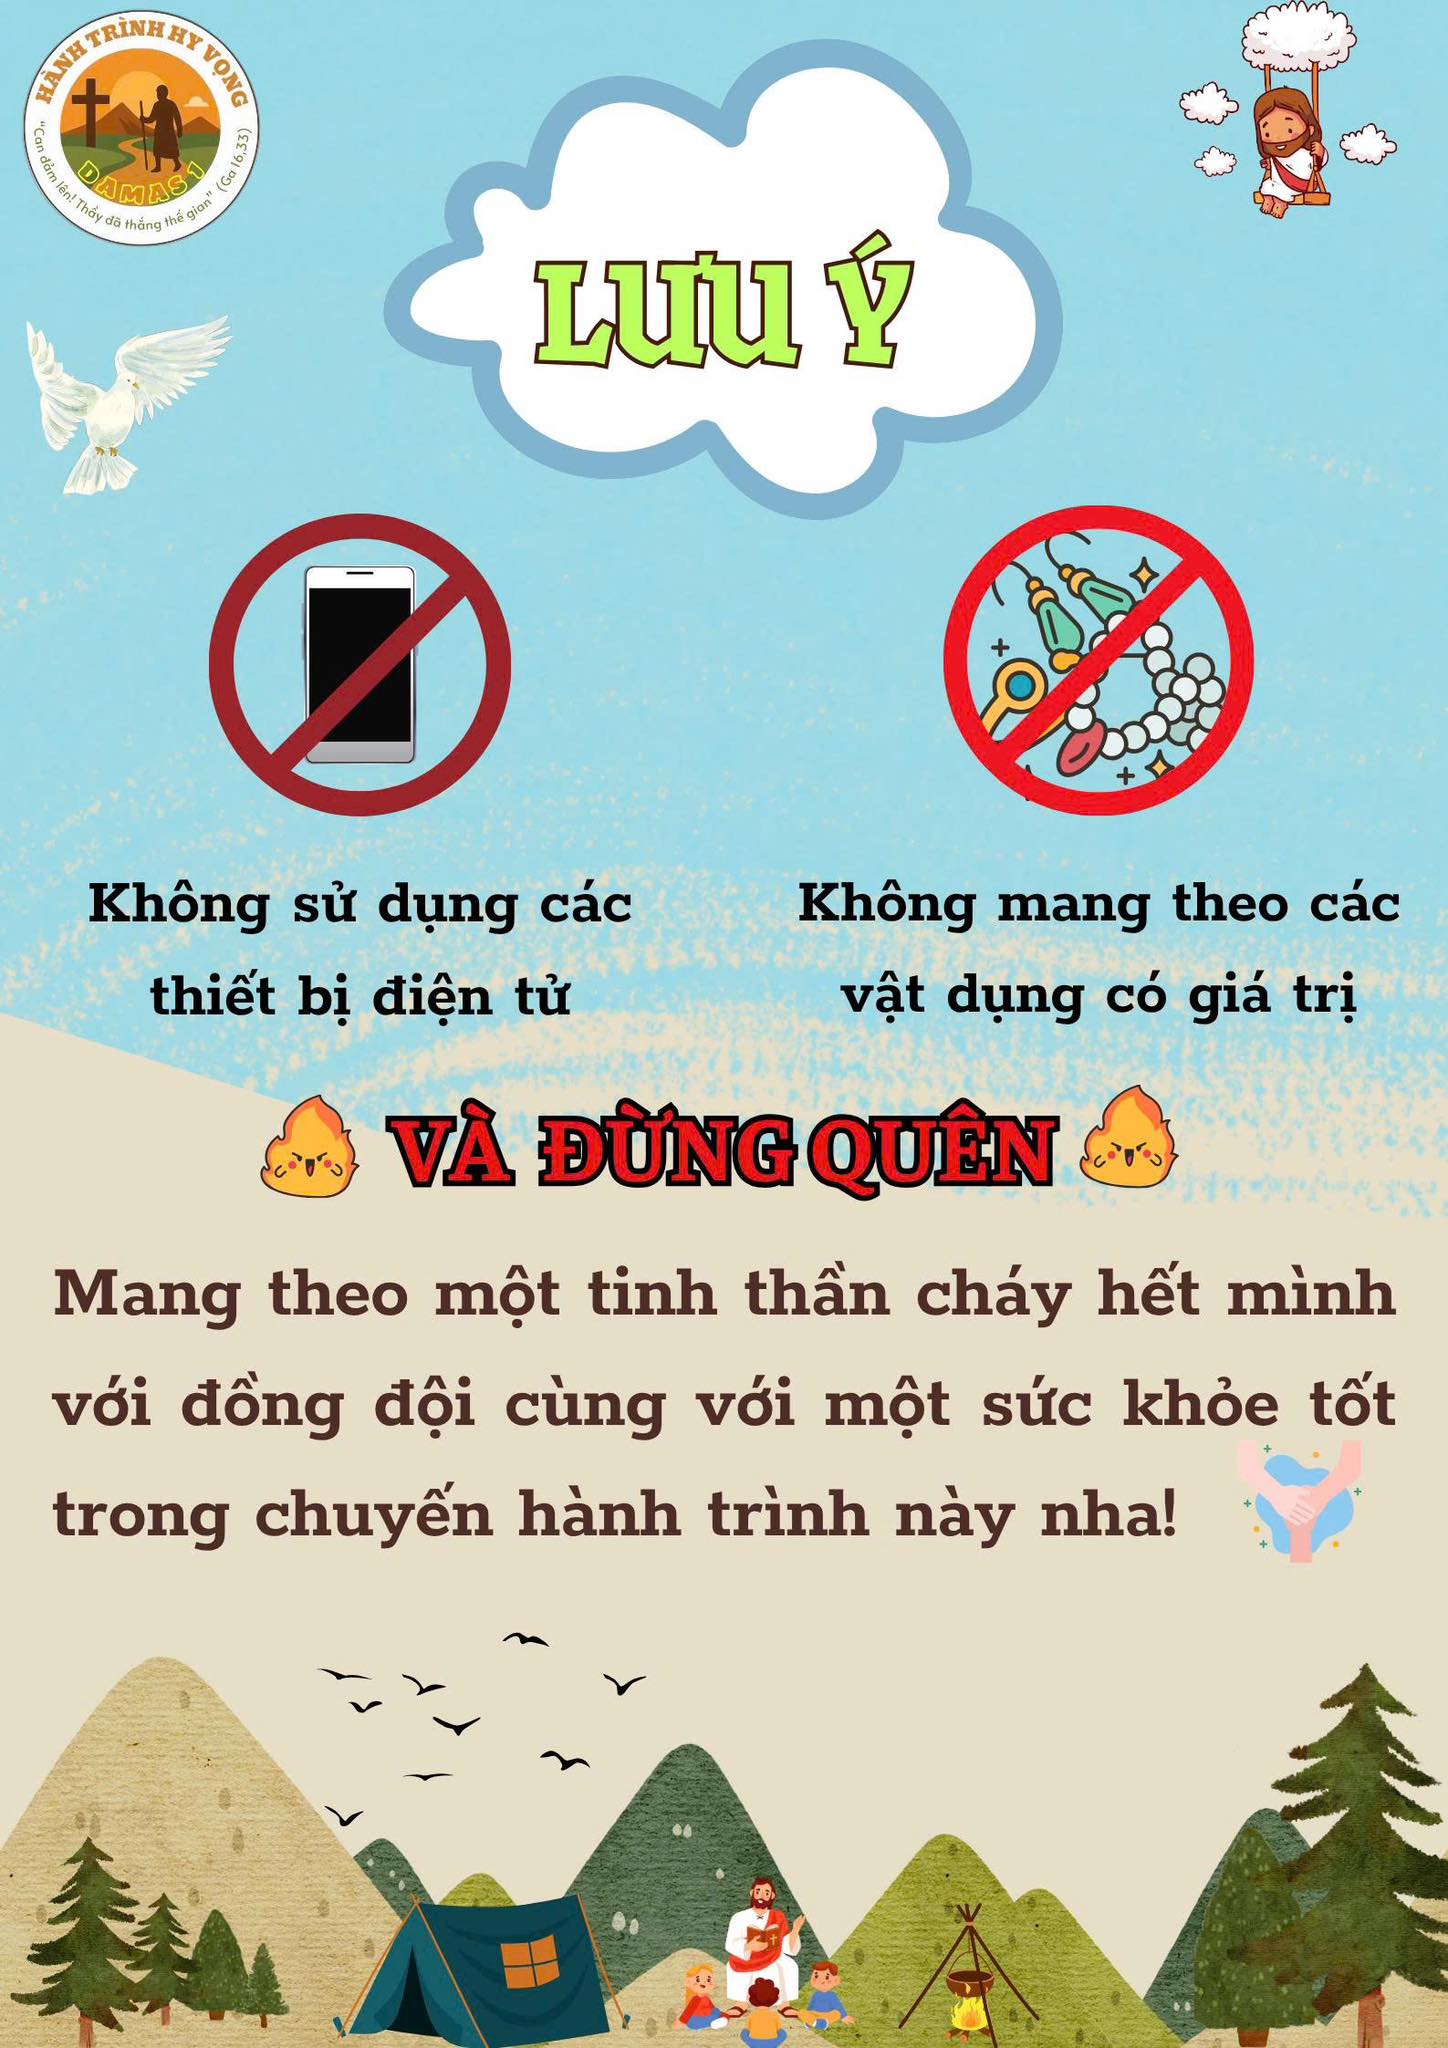 HÀNH TRÌNH HY VỌNG
DAMAS 1
"Can đảm lên! Thầy đã thắng thế gian" (Ga 16,33)
LƯU Ý
Không sử dụng các
thiết bị điện tử
Không mang theo các
vật dụng có giá trị
VÀ ĐỪNG QUÊN
Mang theo một tinh thần cháy hết mình
với đồng đội cùng với một sức khỏe tốt
trong chuyến hành trình này nha!